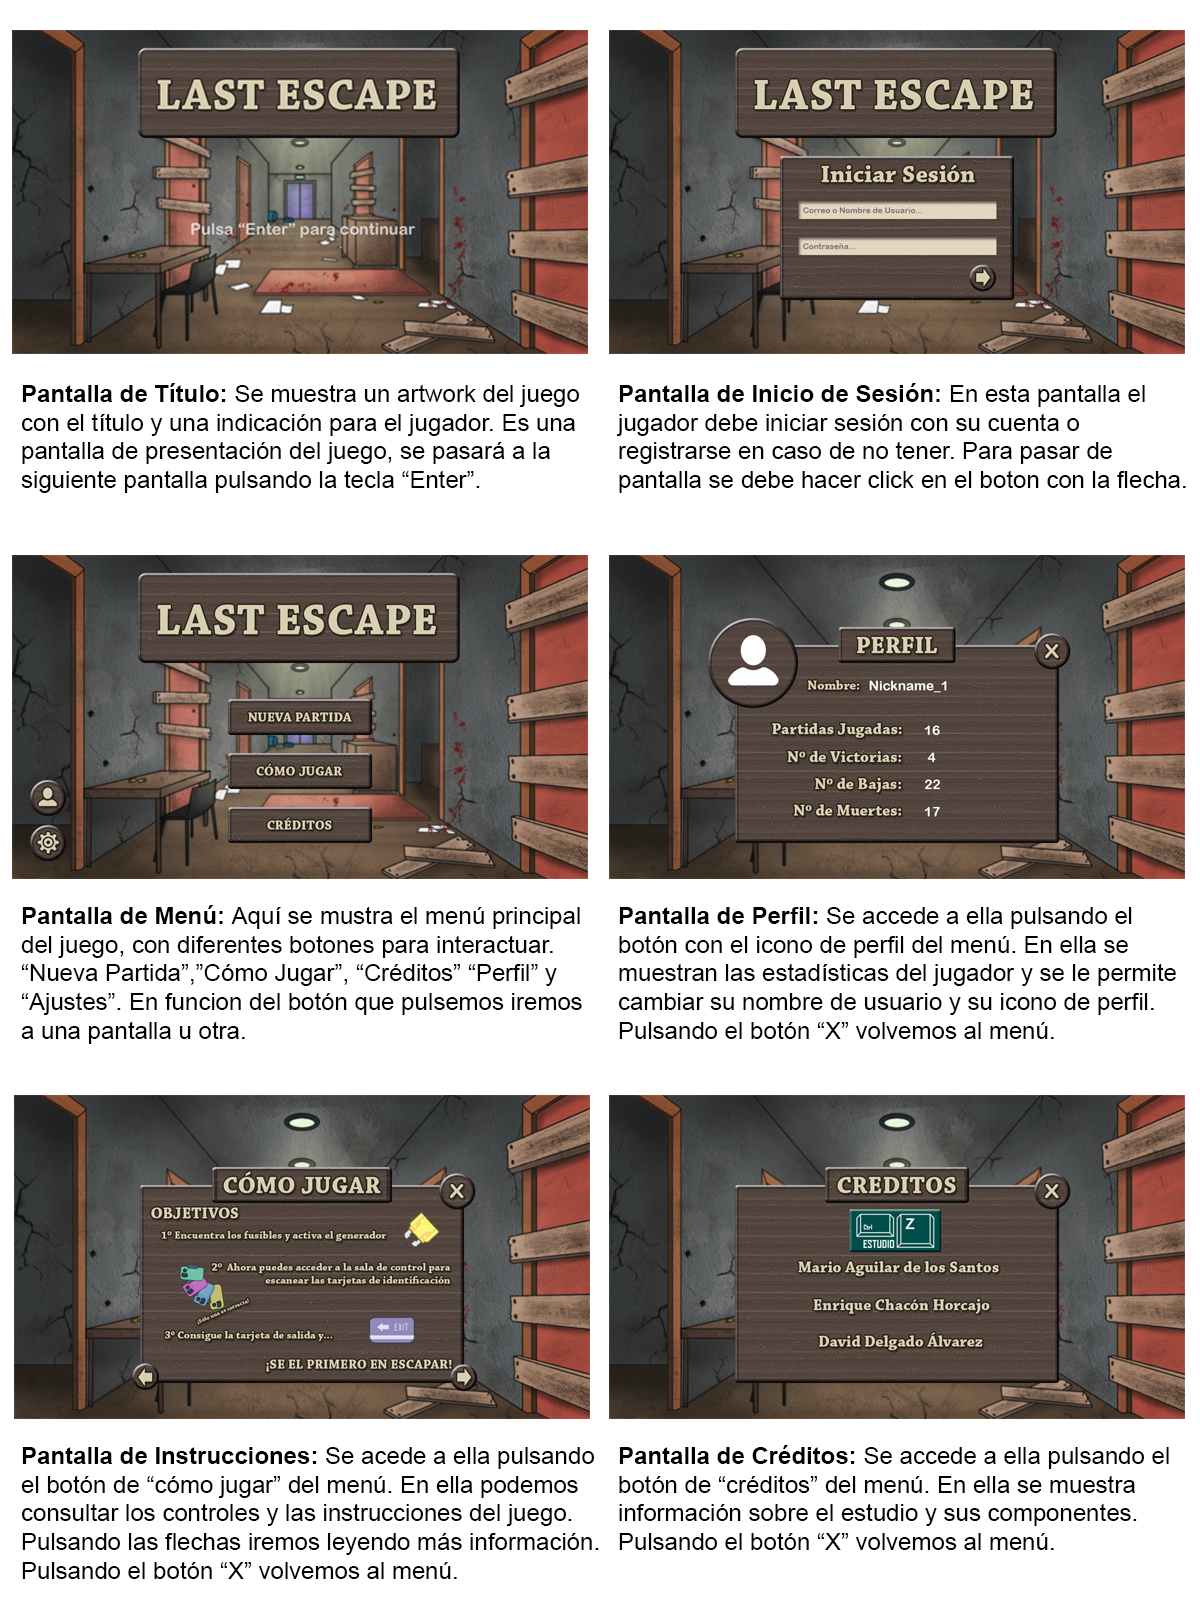 LAST ESCAPE
Pulsa “Enter” para continuar
LAST ESCAPE
Iniciar Sesión
Correo o Nombre de Usuario...
Contraseña...
Pantalla de Título: Se muestra un artwork del juego
con el título y una indicación para el jugador. Es una
pantalla de presentación del juego, se pasará a la
siguiente pantalla pulsando la tecla “Enter”.
Pantalla de Inicio de Sesión: En esta pantalla el
jugador debe iniciar sesión con su cuenta o
registrarse en caso de no tener. Para pasar de
pantalla se debe hacer click en el boton con la flecha.
LAST ESCAPE
NUEVA PARTIDA
CÓMO JUGAR
CRÉDITOS
PERFIL
X
Nombre: Nickname_1
Partidas Jugadas: 16
Nº de Victorias: 4
Nº de Bajas: 22
Nº de Muertes: 17
Pantalla de Menú: Aquí se mustra el menú principal
del juego, con diferentes botones para interactuar.
“Nueva Partida”,”Cómo Jugar”, “Créditos” “Perfil” y
“Ajustes”. En funcion del botón que pulsemos iremos
a una pantalla u otra.
Pantalla de Perfil: Se accede a ella pulsando el
botón con el icono de perfil del menú. En ella se
muestran las estadísticas del jugador y se le permite
cambiar su nombre de usuario y su icono de perfil.
Pulsando el botón “X” volvemos al menú.
CÓMO JUGAR
X
OBJETIVOS
1º Encuentra los fusibles y activa el generador
2º Ahora puedes acceder a la sala de control para
escanear las tarjetas de identificación
¡Sólo una es correcta!
3º Consigue la tarjeta de salida y...
EXIT
¡SE EL PRIMERO EN ESCAPAR!
CREDITOS
X
Ctrl
Z
ESTUDIO
Mario Aguilar de los Santos
Enrique Chacón Horcajo
David Delgado Álvarez
Pantalla de Instrucciones: Se acede a ella pulsando
el botón de “cómo jugar” del menú. En ella podemos
consultar los controles y las instrucciones del juego.
Pulsando las flechas iremos leyendo más información.
Pulsando el botón “X” volvemos al menú.
Pantalla de Créditos: Se accede a ella pulsando el
botón de “créditos” del menú. En ella se muestra
información sobre el estudio y sus componentes.
Pulsando el botón “X” volvemos al menú.